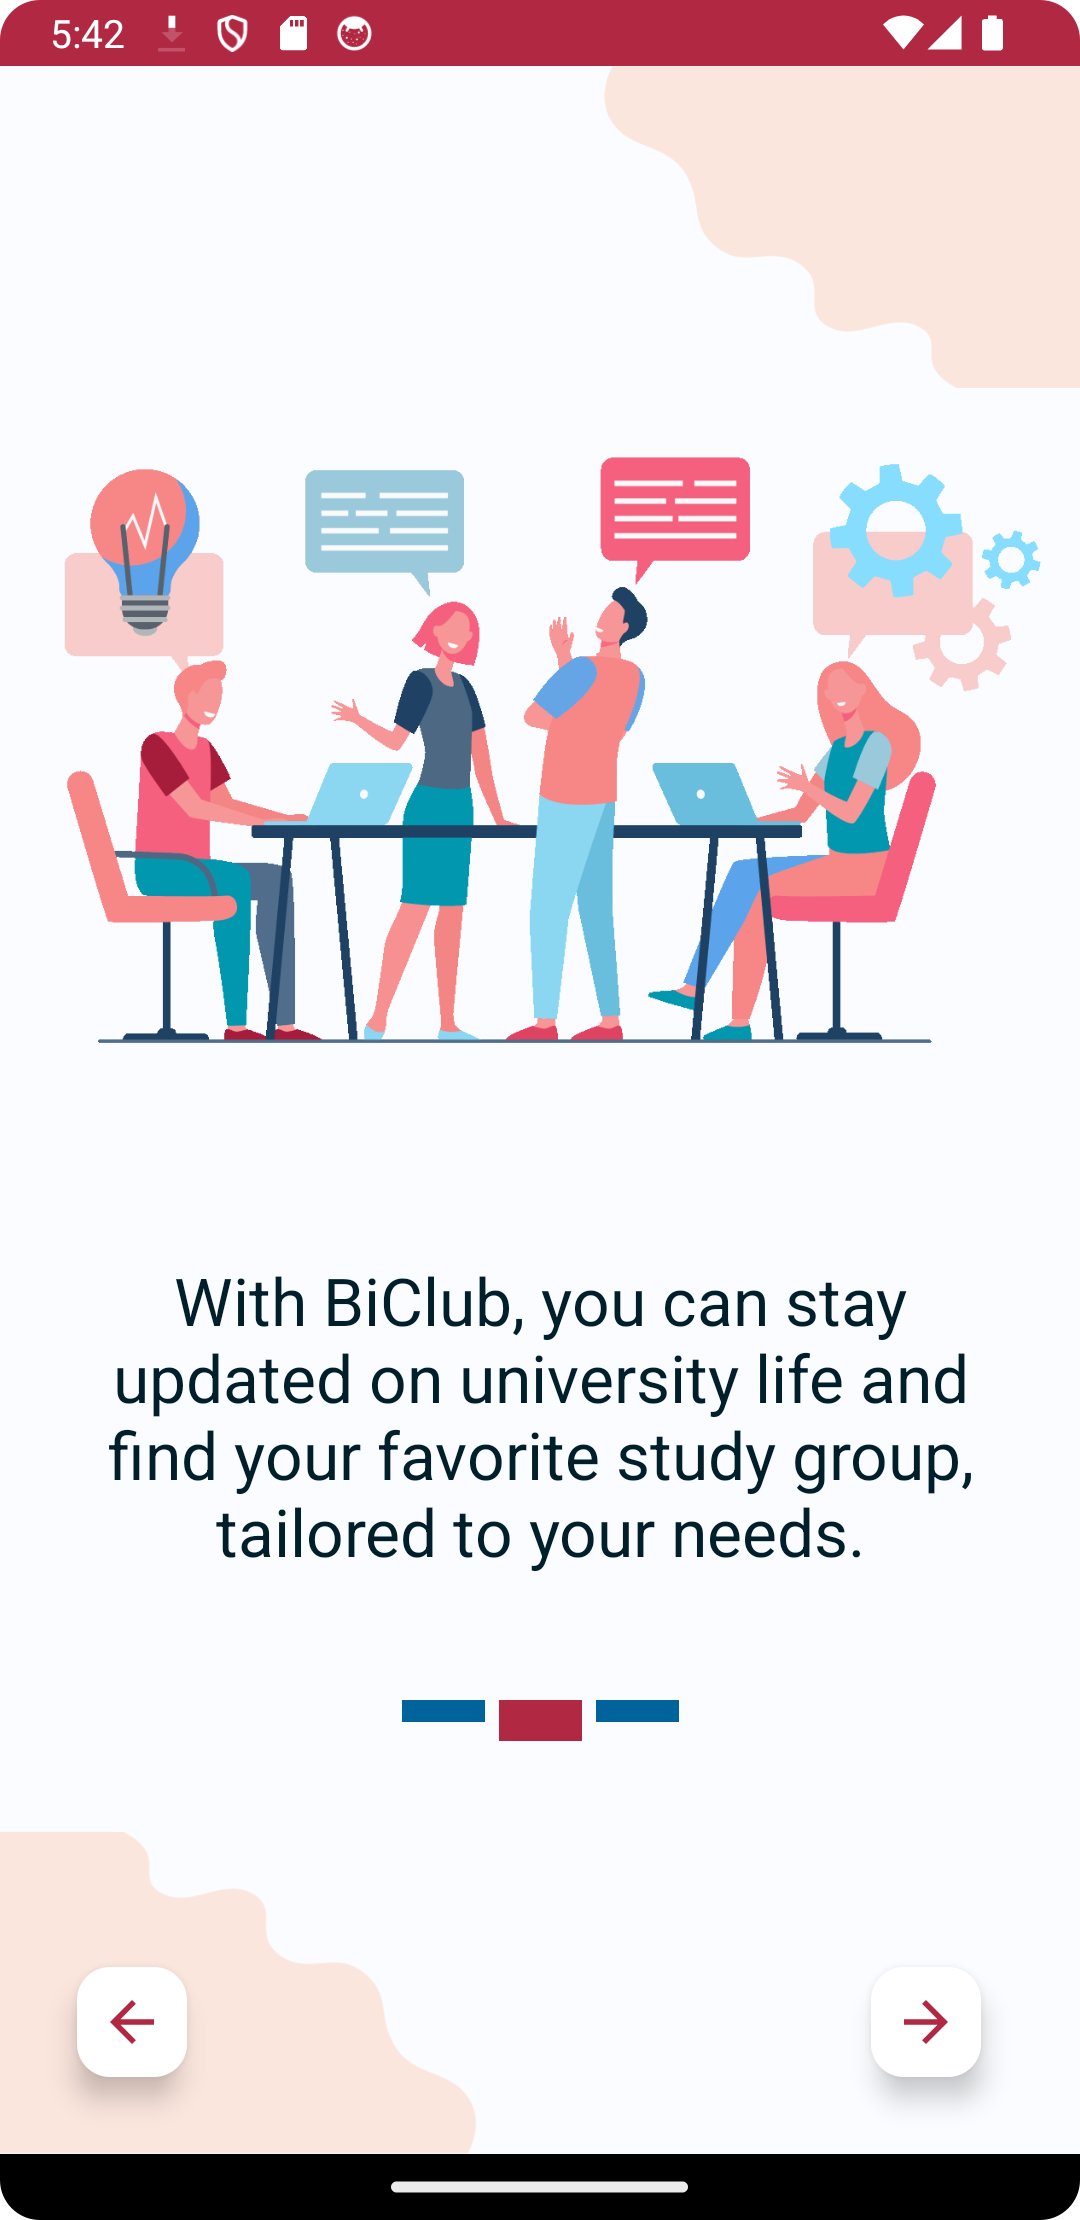 5:42
With BiClub, you can stay
updated on university life and
find your favorite study group,
tailored to your needs.